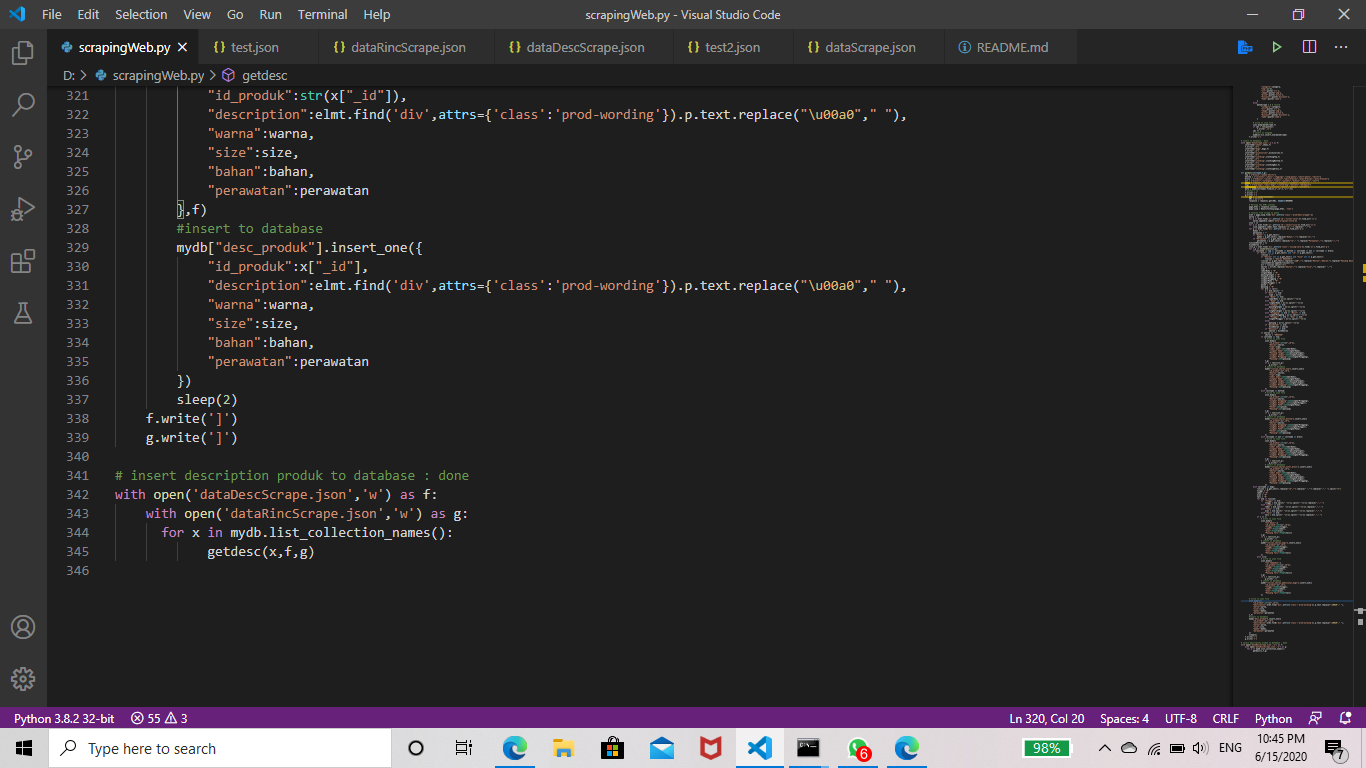 File Edit Selection View Go Run Terminal Help scrapingWeb.py - Visual Studio Code
scrapingWeb.py test.json dataRincScrape.json dataDescScrape.json test2.json dataScrape.json README.md
D: > scrapingWeb.py > getdesc
321 "id_produk":str(x["_id"]),
322 "description":elmt.find('div',attrs={'class':'prod-wording'}).p.text.replace("\u00a0"," "),
323 "warna":warna,
324 "size":size,
325 "bahan":bahan,
326 "perawatan":perawatan
327 },f)
328 #insert to database
329 mydb["desc_produk"].insert_one({
330 "id_produk":x["_id"],
331 "description":elmt.find('div',attrs={'class':'prod-wording'}).p.text.replace("\u00a0"," "),
332 "warna":warna,
333 "size":size,
334 "bahan":bahan,
335 "perawatan":perawatan
336 })
337 sleep(2)
338 f.write(']')
339 g.write(']')
340
341 # insert description produk to database : done
342 with open('dataDescScrape.json','w') as f:
343 with open('dataRincScrape.json','w') as g:
344 for x in mydb.list_collection_names():
345 getdesc(x,f,g)
346
Python 3.8.2 32-bit 55 3 Ln 320, Col 20 Spaces: 4 UTF-8 CRLF Python
Type here to search 6 98% ENG 10:45 PM 7
6/15/2020